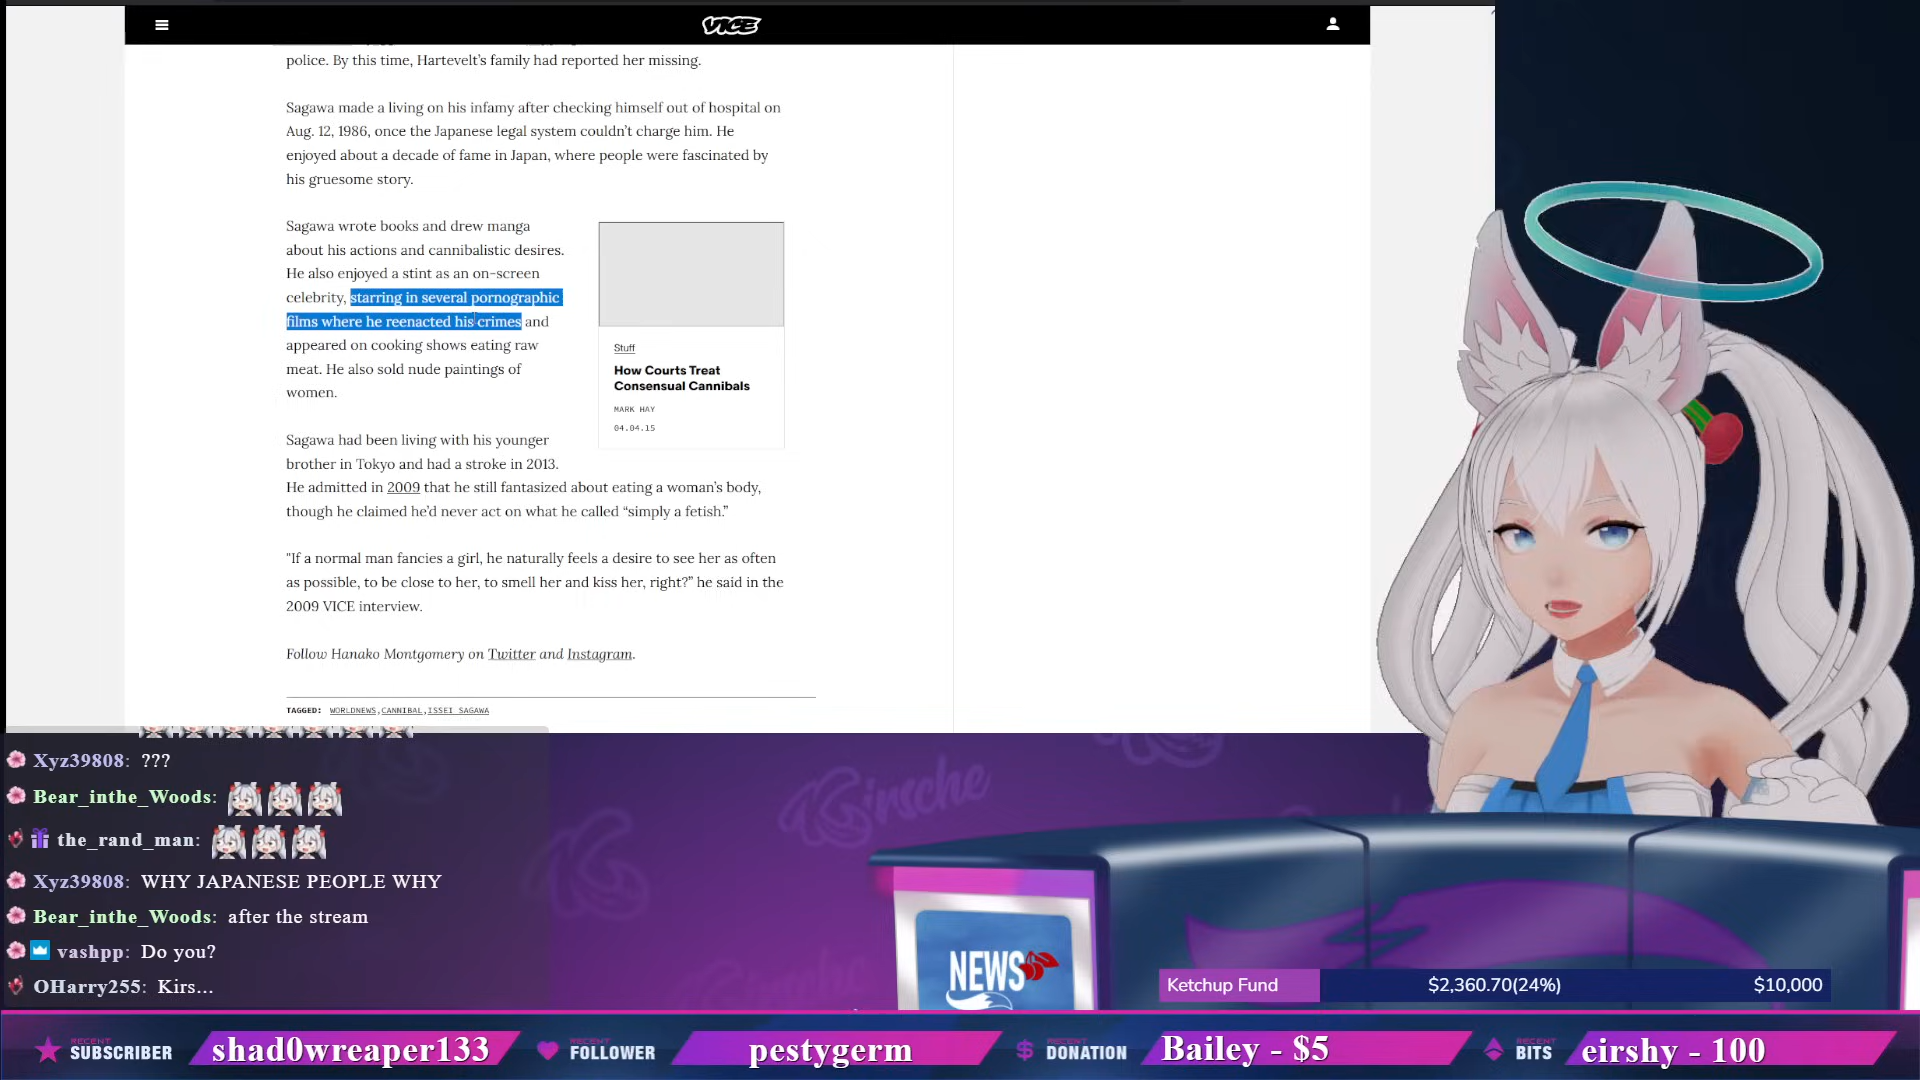 VICE
police. By this time, Hartevelt's family had reported her missing.
Sagawa made a living on his infamy after checking himself out of hospital on
Aug. 12, 1986, once the Japanese legal system couldn't charge him. He
enjoyed about a decade of fame in Japan, where people were fascinated by
his gruesome story.
Sagawa wrote books and drew manga
about his actions and cannibalistic desires.
He also enjoyed a stint as an on-screen
celebrity, starring in several pornographic
films where he reenacted his crimes and
appeared on cooking shows eating raw
meat. He also sold nude paintings of
women.
Stuff
How Courts Treat
Consensual Cannibals
MARK HAY
04.04.15
Sagawa had been living with his younger
brother in Tokyo and had a stroke in 2013.
He admitted in 2009 that he still fantasized about eating a woman's body,
though he claimed he'd never act on what he called “simply a fetish.”
"If a normal man fancies a girl, he naturally feels a desire to see her as often
as possible, to be close to her, to smell her and kiss her, right?” he said in the
2009 VICE interview.
Follow Hanako Montgomery on Twitter and Instagram.
TAGGED: WORLDNEWS, CANNIBAL, ISSEI SAGAWA
Xyz39808: ???
Bear_inthe_Woods:
the_rand_man:
Xyz39808: WHY JAPANESE PEOPLE WHY
Bear_inthe_Woods: after the stream
vashpp: Do you?
OHarry255: Kirs...
Kirsche
NEWS
Ketchup Fund $2,360.70(24%) $10,000
RECENT SUBSCRIBER shad0wreaper133 RECENT FOLLOWER pestygerm RECENT DONATION Bailey - $5 RECENT BITS eirshy - 100